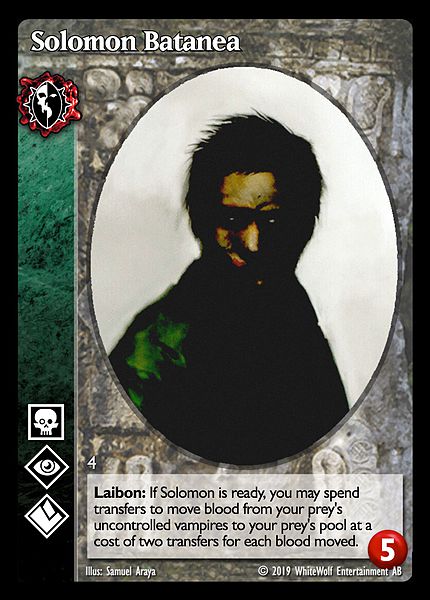 Solomon Batanea
4
Laibon: If Solomon is ready, you may spend
transfers to move blood from your prey's
uncontrolled vampires to your prey's pool at a
cost of two transfers for each blood moved.
5
Illus: Samuel Araya
© 2019 WhiteWolf Entertainment AB